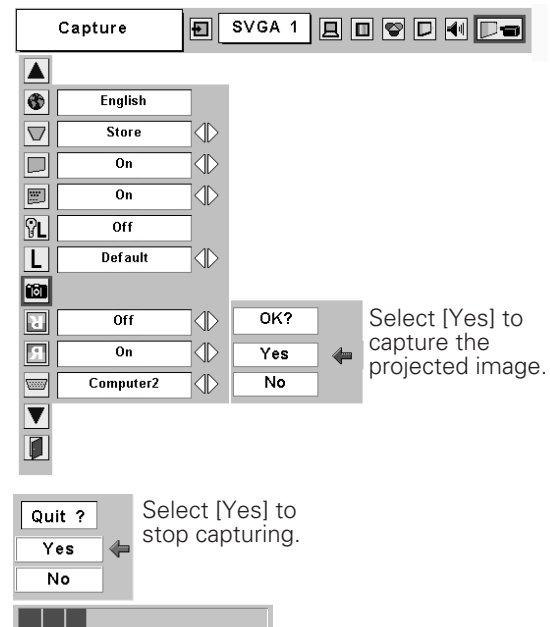 Capture
SVGA 1
English
Store
On
On
L
Off
L
Default
Off
On
Computer2
OK?
Yes
No
Select [Yes] to
capture the
projected image.
Quit ?
Yes
No
Select [Yes] to
stop capturing.